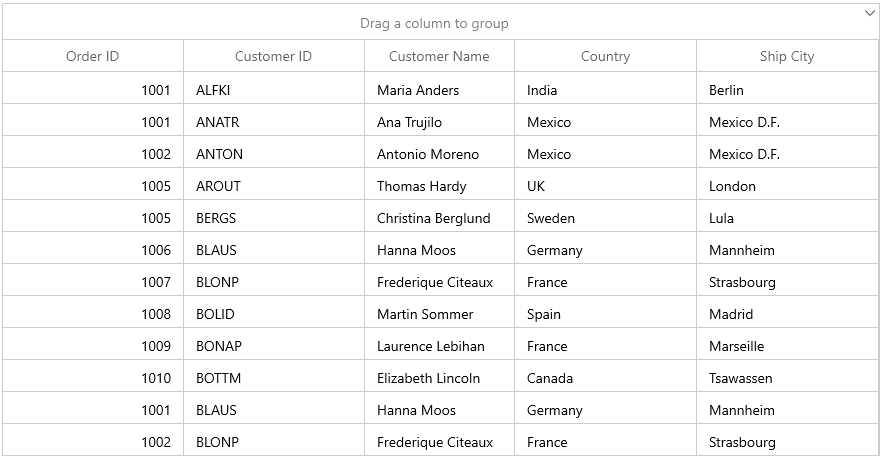 Drag a column to group
Order ID Customer ID Customer Name Country Ship City
1001 ALFKI Maria Anders India Berlin
1001 ANATR Ana Trujilo Mexico Mexico D.F.
1002 ANTON Antonio Moreno Mexico Mexico D.F.
1005 AROUT Thomas Hardy UK London
1005 BERGS Christina Berglund Sweden Lula
1006 BLAUS Hanna Moos Germany Mannheim
1007 BLONP Frederique Citeaux France Strasbourg
1008 BOLID Martin Sommer Spain Madrid
1009 BONAP Laurence Lebihan France Marseille
1010 BOTTM Elizabeth Lincoln Canada Tsawassen
1001 BLAUS Hanna Moos Germany Mannheim
1002 BLONP Frederique Citeaux France Strasbourg